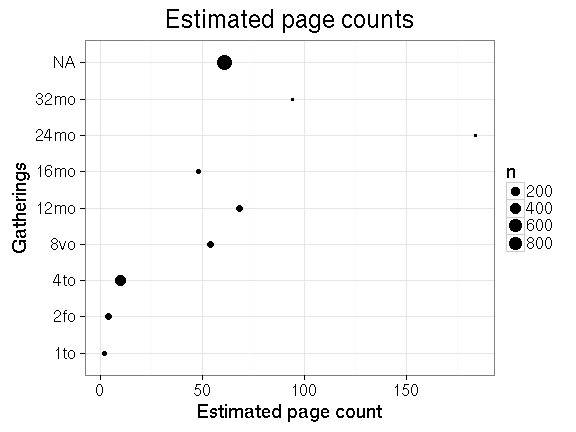 Estimated page counts
NA
32mo
24mo
16mo
12mo
8vo
4to
2fo
1to
Gatherings
0 50 100 150
Estimated page count
n
200
400
600
800